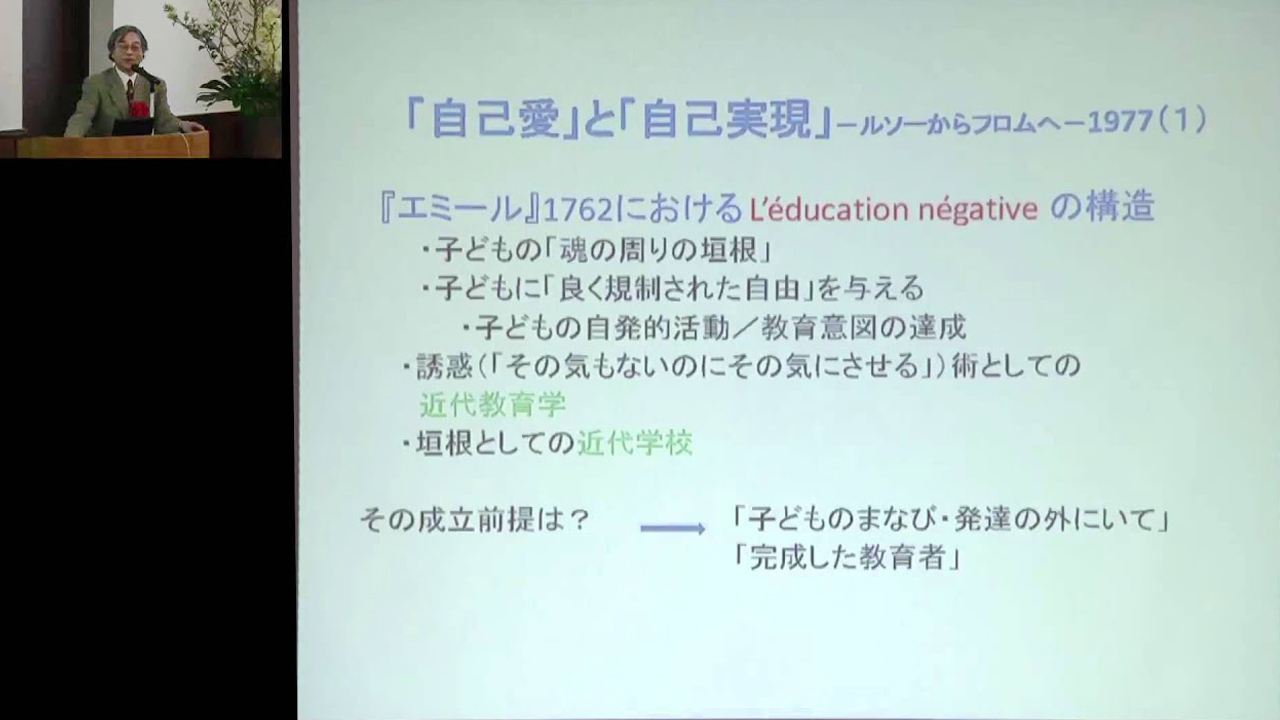 「自己愛」と「自己実現」－ルソーからフロムへ－1977(1)
『エミール』1762におけるL’éducation négative の構造
・子どもの「魂の周りの垣根」
・子どもに「良く規制された自由」を与える
・子どもの自発的活動／教育意図の達成
・誘惑(「その気もないのにその気にさせる」)術としての
近代教育学
・垣根としての近代学校
その成立前提は？
「子どものまなび・発達の外にいて」
「完成した教育者」